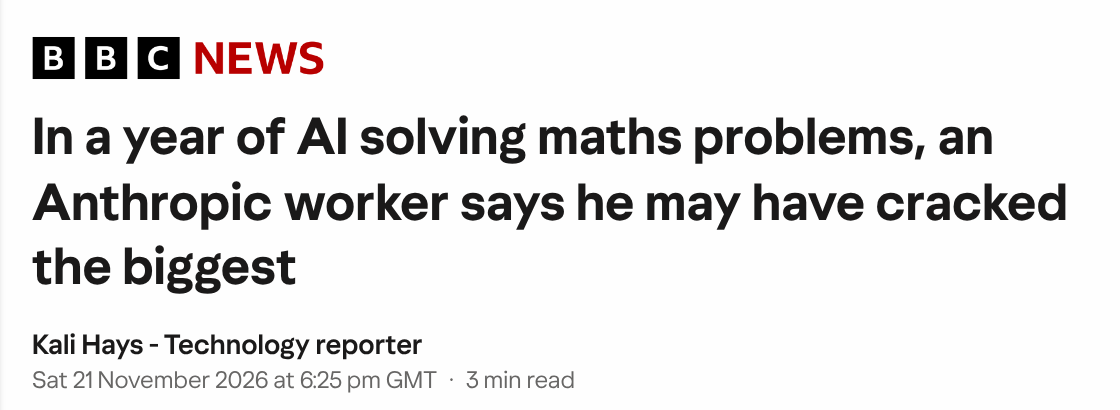 BBC NEWS
In a year of AI solving maths problems, an
Anthropic worker says he may have cracked
the biggest
Kali Hays - Technology reporter
Sat 21 November 2026 at 6:25 pm GMT · 3 min read